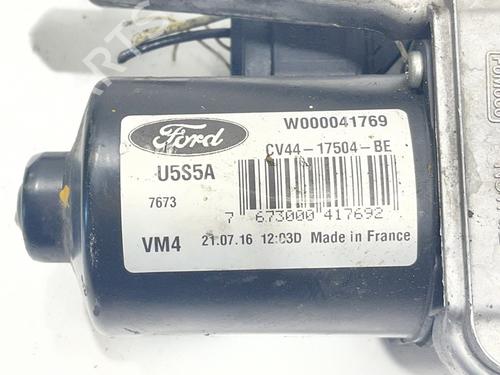 Ford
W000041769
CV44-17504-BE
U5S5A
7673
7 673000 417692
VM4 21.07.16 12:03D Made in France